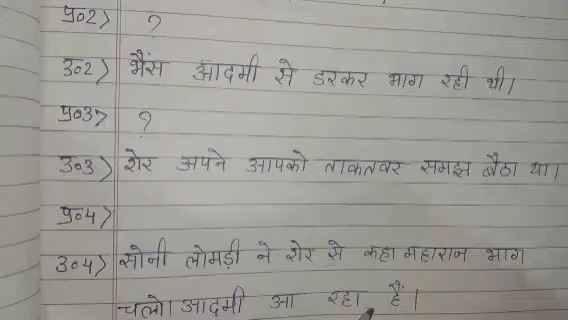 प्र०2> ?
उ०2> भैंस आदमी से डरकर भाग रही थी।
प्र०3> ?
उ०3> शेर अपने आपको ताकतवर समझ बैठा था।
प्र०4>
उ०4> सोनी लोमड़ी ने शेर से कहा महाराज भाग
चलो। आदमी आ रहा हैं।